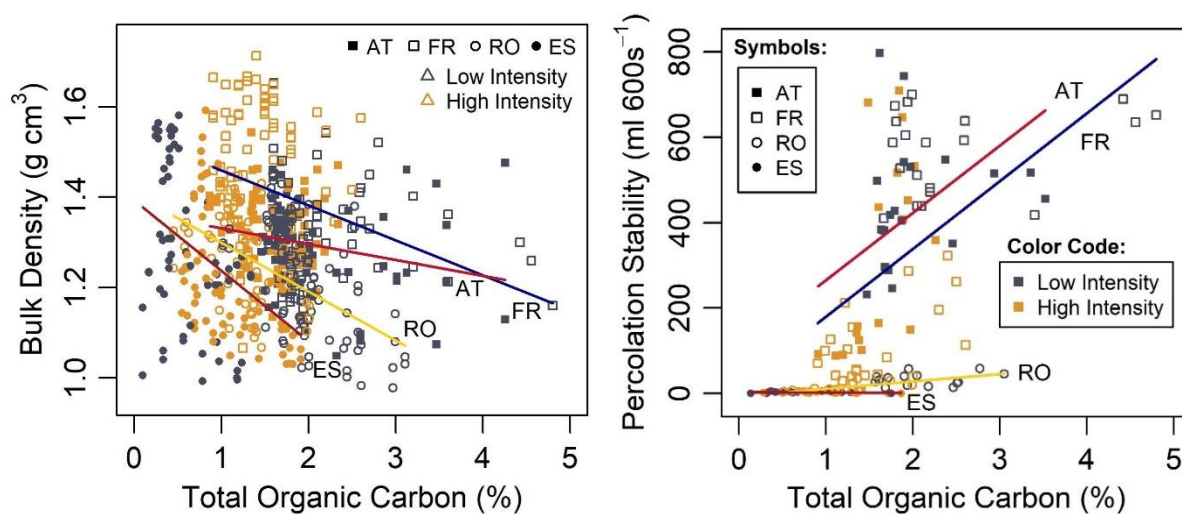 AT FR RO ES
Low Intensity
High Intensity
Bulk Density (g cm³)
1.6
1.4
1.2
1.0
AT
FR
RO
ES
0 1 2 3 4 5
Total Organic Carbon (%)
Symbols:
AT
FR
RO
ES
Percolation Stability (ml 600s⁻¹)
800
600
400
200
0
AT
FR
Color Code:
Low Intensity
High Intensity
RO
ES
0 1 2 3 4 5
Total Organic Carbon (%)